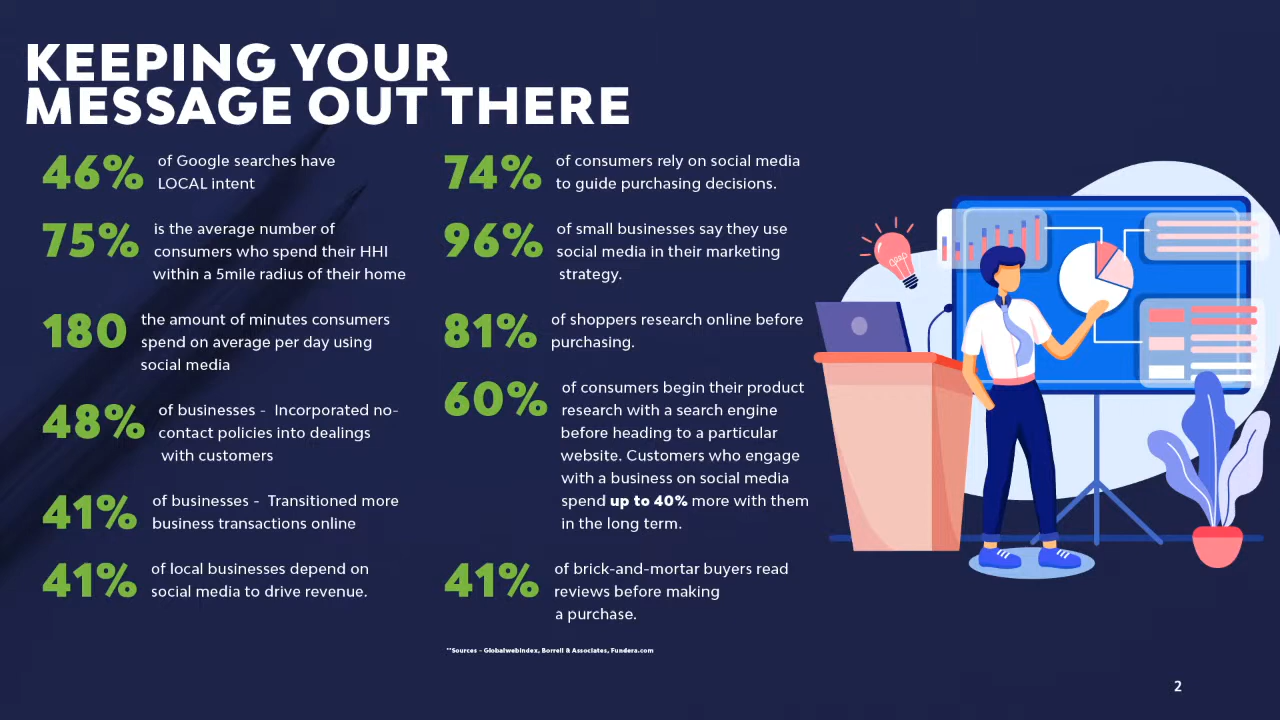 KEEPING YOUR
MESSAGE OUT THERE
46%
of Google searches have
LOCAL intent
75%
is the average number of
consumers who spend their HHI
within a 5mile radius of their home
180
the amount of minutes consumers
spend on average per day using
social media
48%
of businesses - Incorporated no-
contact policies into dealings
with customers
41%
of businesses - Transitioned more
business transactions online
41%
of local businesses depend on
social media to drive revenue.
74%
of consumers rely on social media
to guide purchasing decisions.
96%
of small businesses say they use
social media in their marketing
strategy.
81%
of shoppers research online before
purchasing.
60%
of consumers begin their product
research with a search engine
before heading to a particular
website. Customers who engage
with a business on social media
spend up to 40% more with them
in the long term.
41%
of brick-and-mortar buyers read
reviews before making
a purchase.
**Sources - Globalwebindex, Borrell & Associates, Fundera.com
2